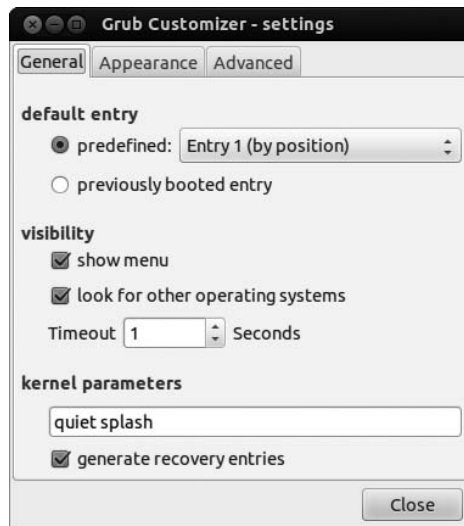 Grub Customizer - settings
General Appearance Advanced
default entry
predefined: Entry 1 (by position)
previously booted entry
visibility
show menu
look for other operating systems
Timeout 1 Seconds
kernel parameters
quiet splash
generate recovery entries
Close